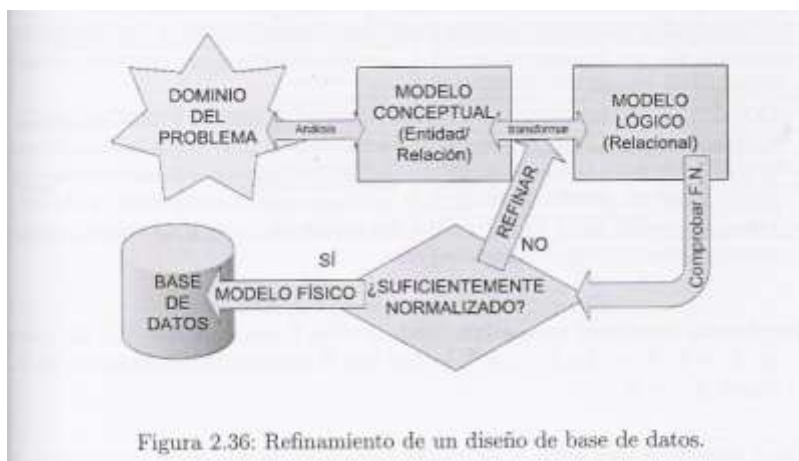 DOMINIO
DEL
PROBLEMA
Análisis
MODELO
CONCEPTUAL
(Entidad/
Relación)
transformar
MODELO
LÓGICO
(Relacional)
Comprobar F.N.
REFINAR
NO
¿SUFICIENTEMENTE
NORMALIZADO?
SÍ
MODELO FÍSICO
BASE
DE
DATOS
Figura 2.36: Refinamiento de un diseño de base de datos.